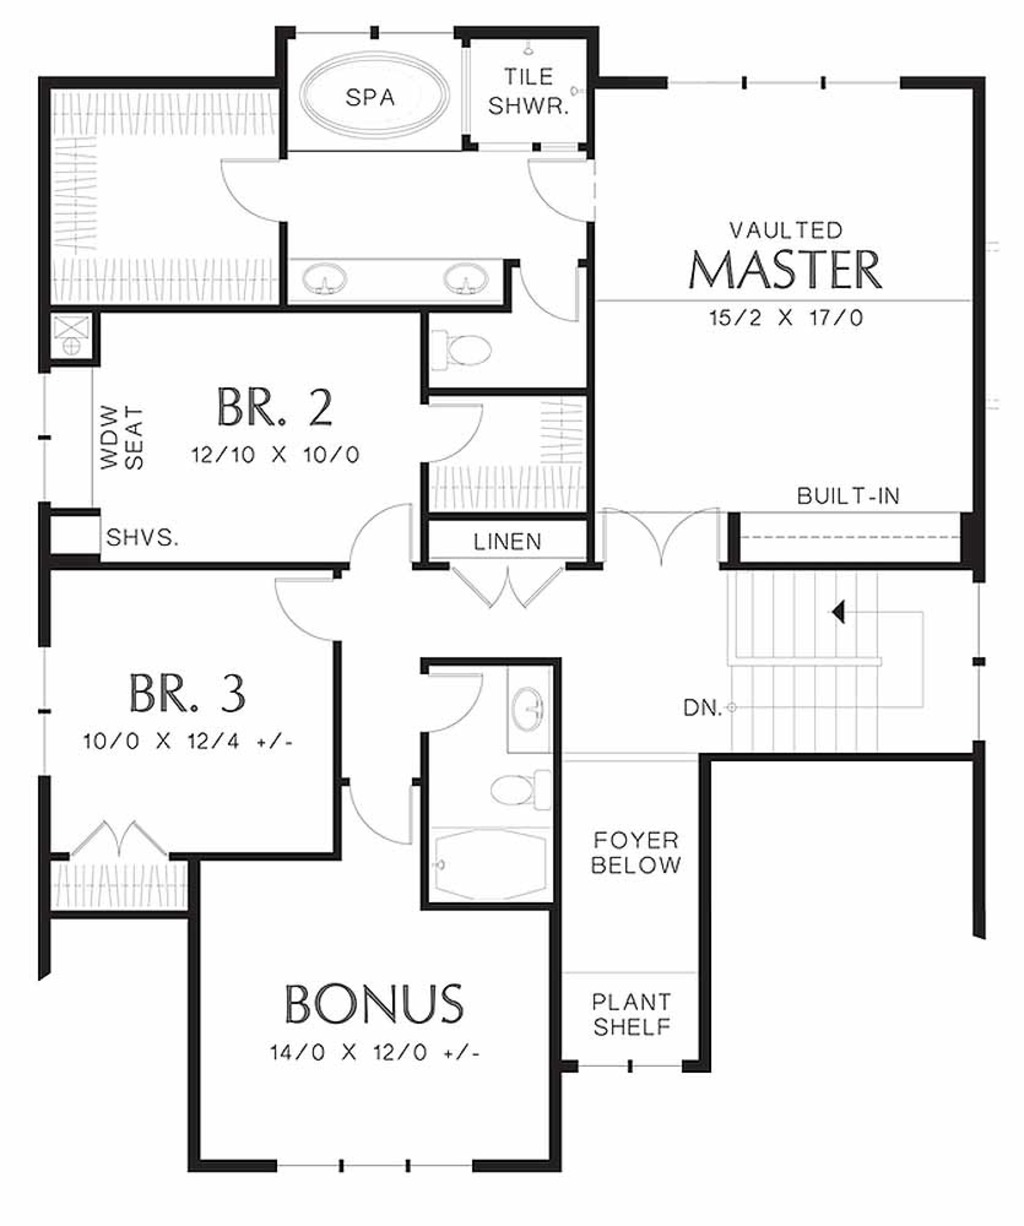 SPA
TILE
SHWR.
VAULTED
MASTER
15/2 X 17/0
BR. 2
12/10 X 10/0
WDW
SEAT
SHVS.
BUILT-IN
LINEN
BR. 3
10/0 X 12/4 +/-
DN.
FOYER
BELOW
BONUS
14/0 X 12/0 +/-
PLANT
SHELF